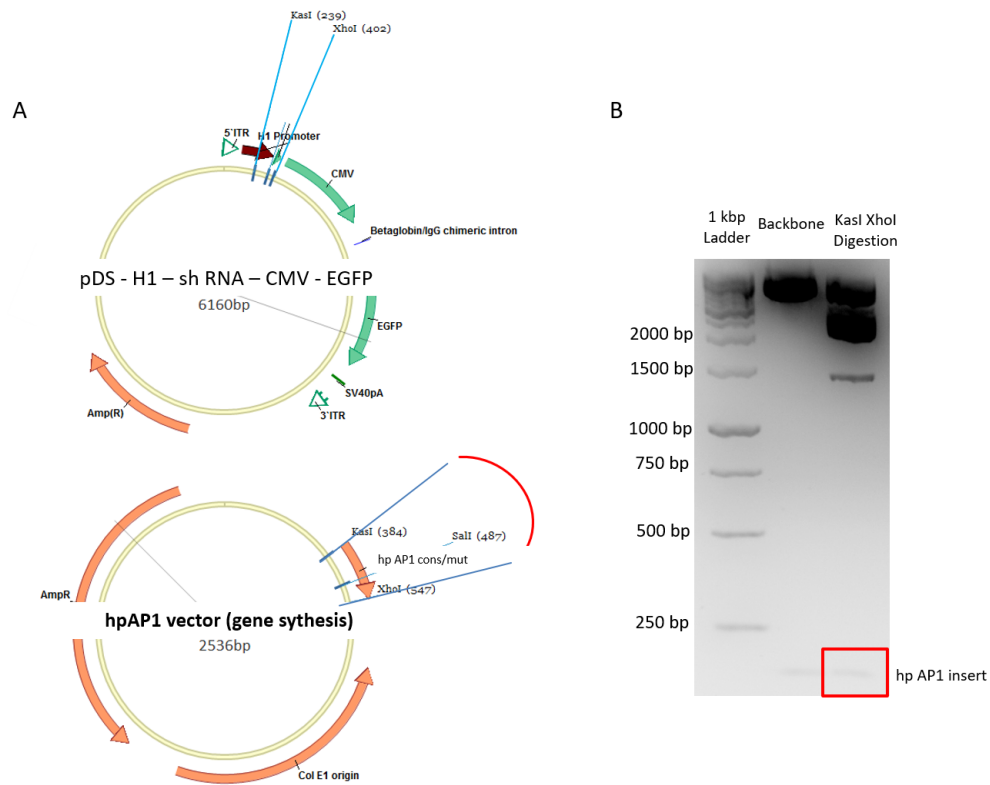 A
KasI (239)
XhoI (402)
5`ITR
H1 Promoter
CMV
Betaglobin/IgG chimeric intron
pDS - H1 – sh RNA – CMV - EGFP
6160bp
EGFP
SV40pA
3`ITR
Amp(R)
KasI (384)
SalI (487)
hp AP1 cons/mut
XhoI (547)
AmpR
hpAP1 vector (gene sythesis)
2536bp
Col E1 origin
B
1 kbp
Ladder
Backbone
KasI XhoI
Digestion
2000 bp
1500 bp
1000 bp
750 bp
500 bp
250 bp
hp AP1 insert